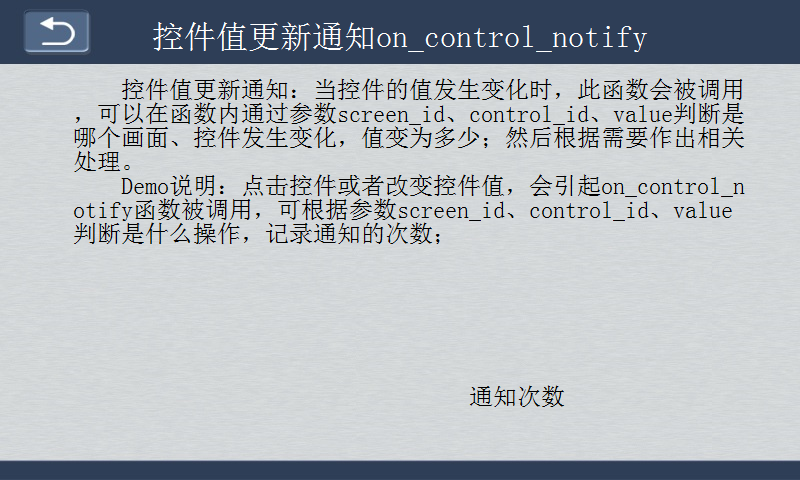 控件值更新通知on_control_notify
控件值更新通知：当控件的值发生变化时，此函数会被调用
，可以在函数内通过参数screen_id、control_id、value判断是
哪个画面、控件发生变化，值变为多少；然后根据需要作出相关
处理。
Demo说明：点击控件或者改变控件值，会引起on_control_n
otify函数被调用，可根据参数screen_id、control_id、value
判断是什么操作，记录通知的次数；
通知次数